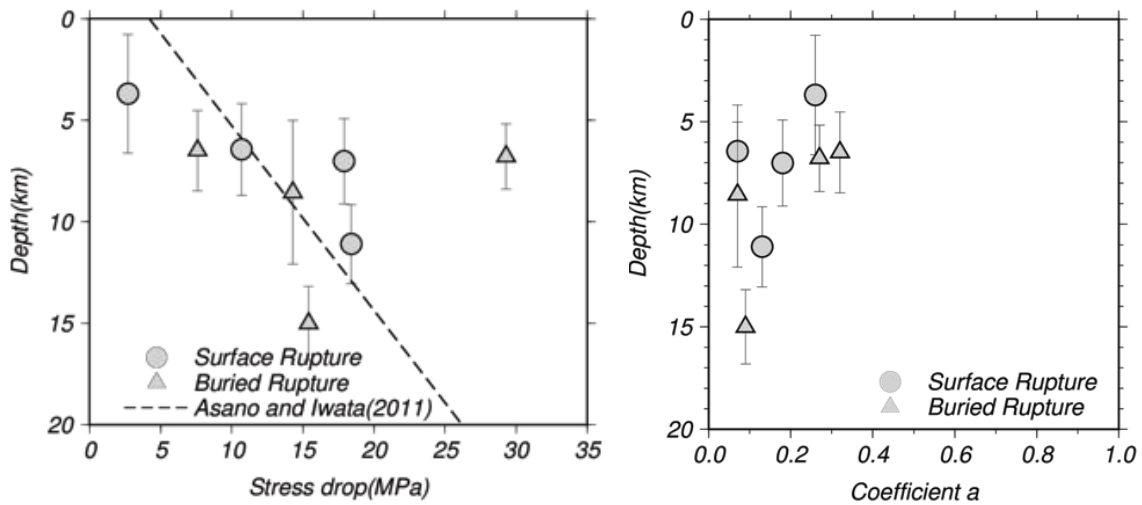 0
5
10
15
20
Depth(km)
Surface Rupture
Buried Rupture
Asano and Iwata(2011)
0 5 10 15 20 25 30 35
Stress drop(MPa)
0
5
10
15
20
Depth(km)
Surface Rupture
Buried Rupture
0.0 0.2 0.4 0.6 0.8 1.0
Coefficient a